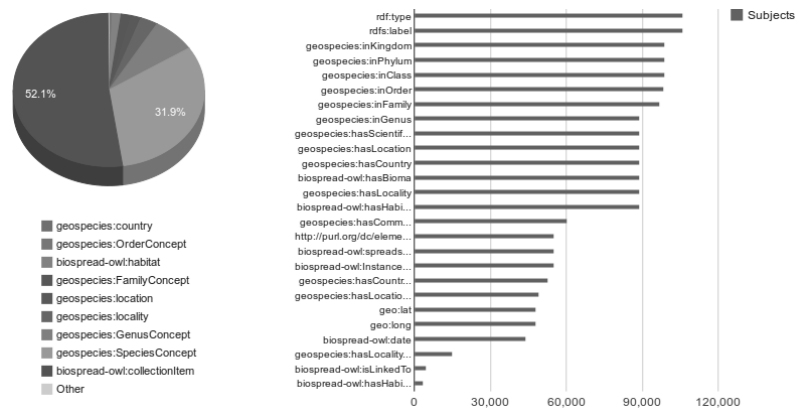 52.1%
31.9%
geospecies:country
geospecies:OrderConcept
biospread-owl:habitat
geospecies:FamilyConcept
geospecies:location
geospecies:locality
geospecies:GenusConcept
geospecies:SpeciesConcept
biospread-owl:collectionItem
Other
rdf:type
rdfs:label
geospecies:inKingdom
geospecies:inPhylum
geospecies:inClass
geospecies:inOrder
geospecies:inFamily
geospecies:inGenus
geospecies:hasScientif...
geospecies:hasLocation
geospecies:hasCountry
biospread-owl:hasBioma
geospecies:hasLocality
biospread-owl:hasHabi...
geospecies:hasComm...
http://purl.org/dc/eleme...
biospread-owl:spreads...
biospread-owl:Instance...
geospecies:hasCountr...
geospecies:hasLocatio...
geo:lat
geo:long
biospread-owl:date
geospecies:hasLocality...
biospread-owl:isLinkedTo
biospread-owl:hasHabi...
0 30,000 60,000 90,000 120,000
Subjects